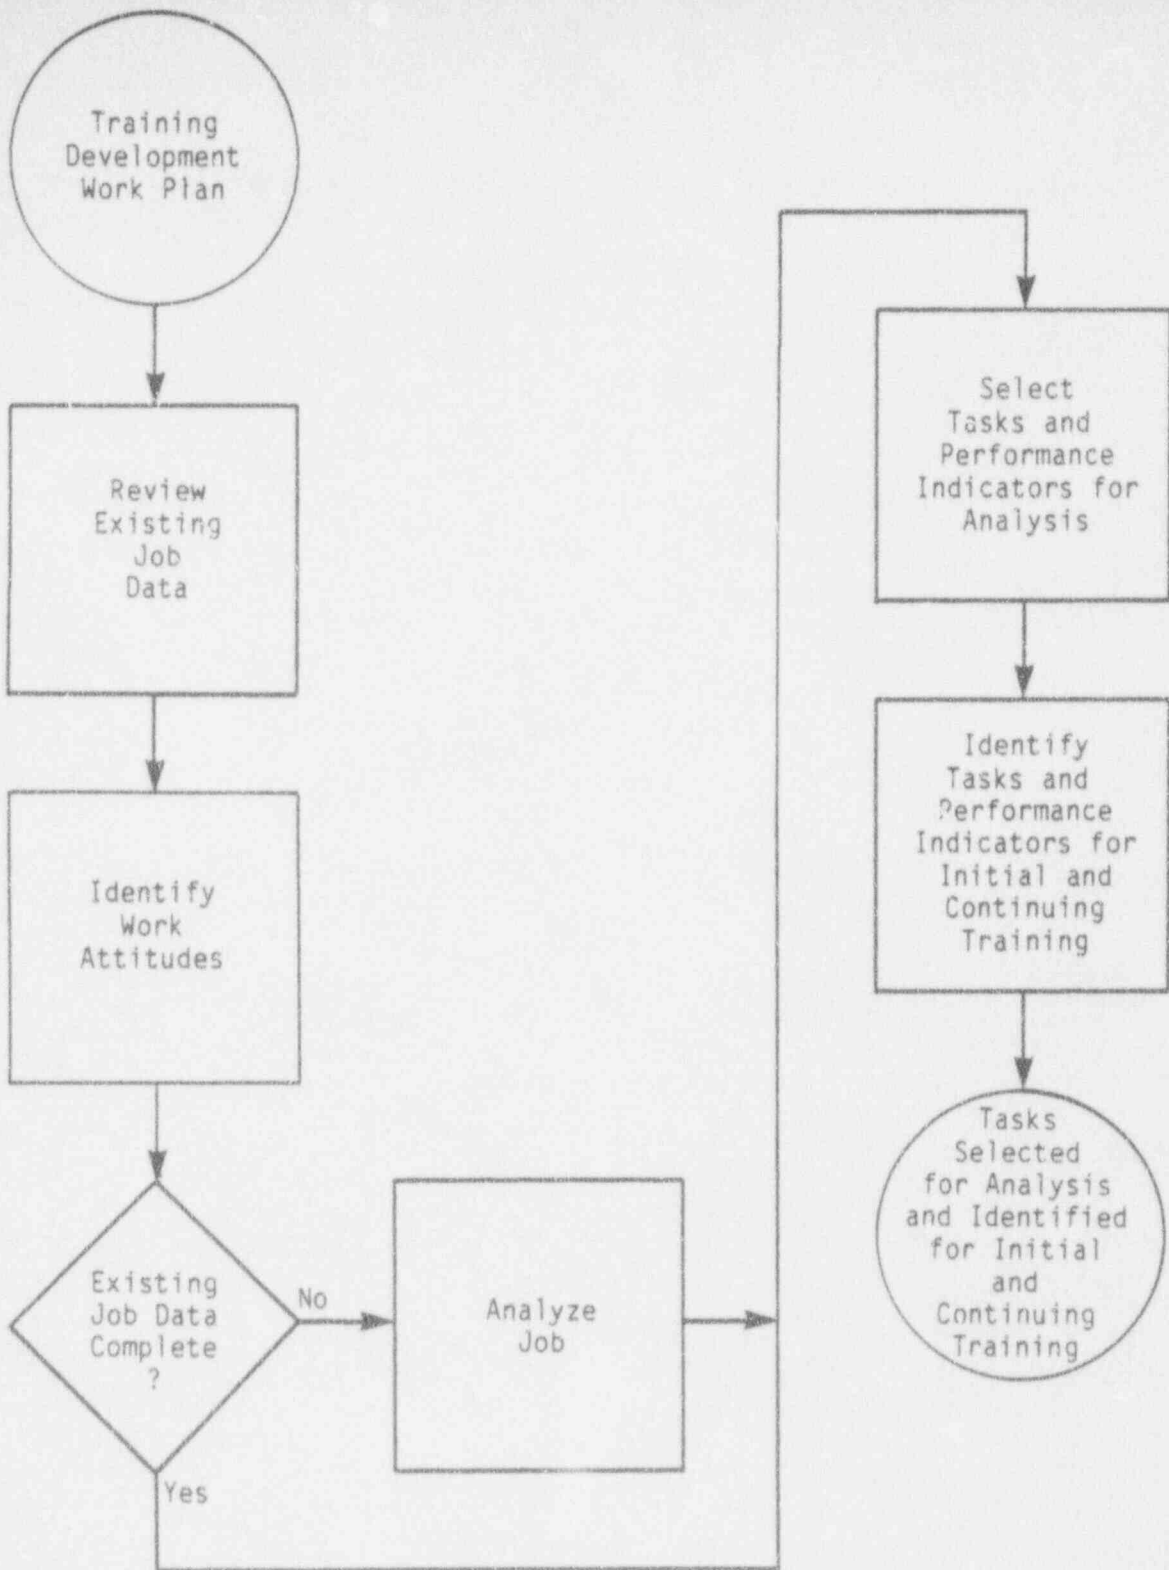 Training
Development
Work Plan
Review
Existing
Job
Data
Identify
Work
Attitudes
Existing
Job Data
Complete
?
No
Yes
Analyze
Job
Select
Tasks and
Performance
Indicators for
Analysis
Identify
Tasks and
Performance
Indicators for
Initial and
Continuing
Training
Tasks
Selected
for Analysis
and Identified
for Initial
and
Continuing
Training